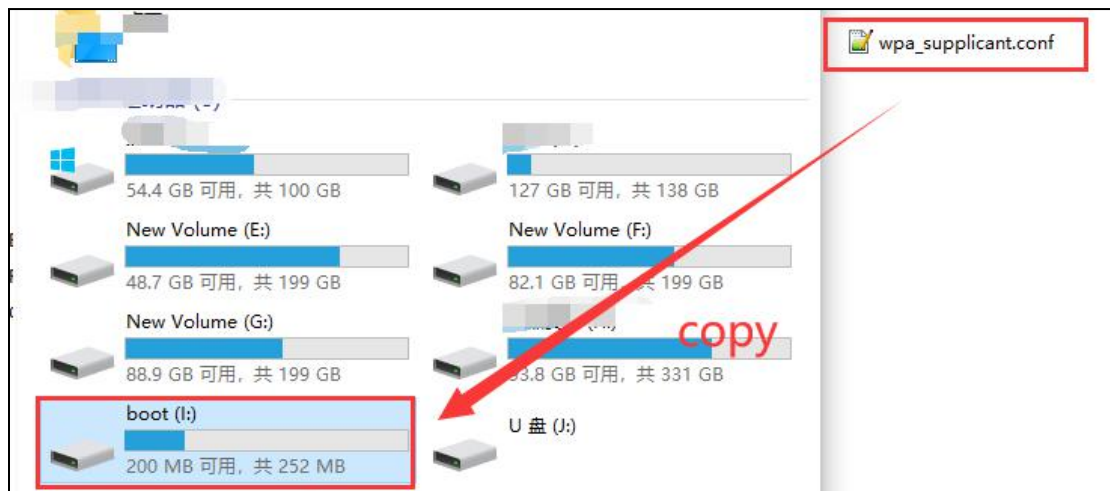 wpa_supplicant.conf
54.4 GB 可用，共 100 GB
127 GB 可用，共 138 GB
New Volume (E:)
New Volume (F:)
48.7 GB 可用，共 199 GB
82.1 GB 可用，共 199 GB
New Volume (G:)
copy
88.9 GB 可用，共 199 GB
3.8 GB 可用，共 331 GB
boot (I:)
U 盘 (J:)
200 MB 可用，共 252 MB